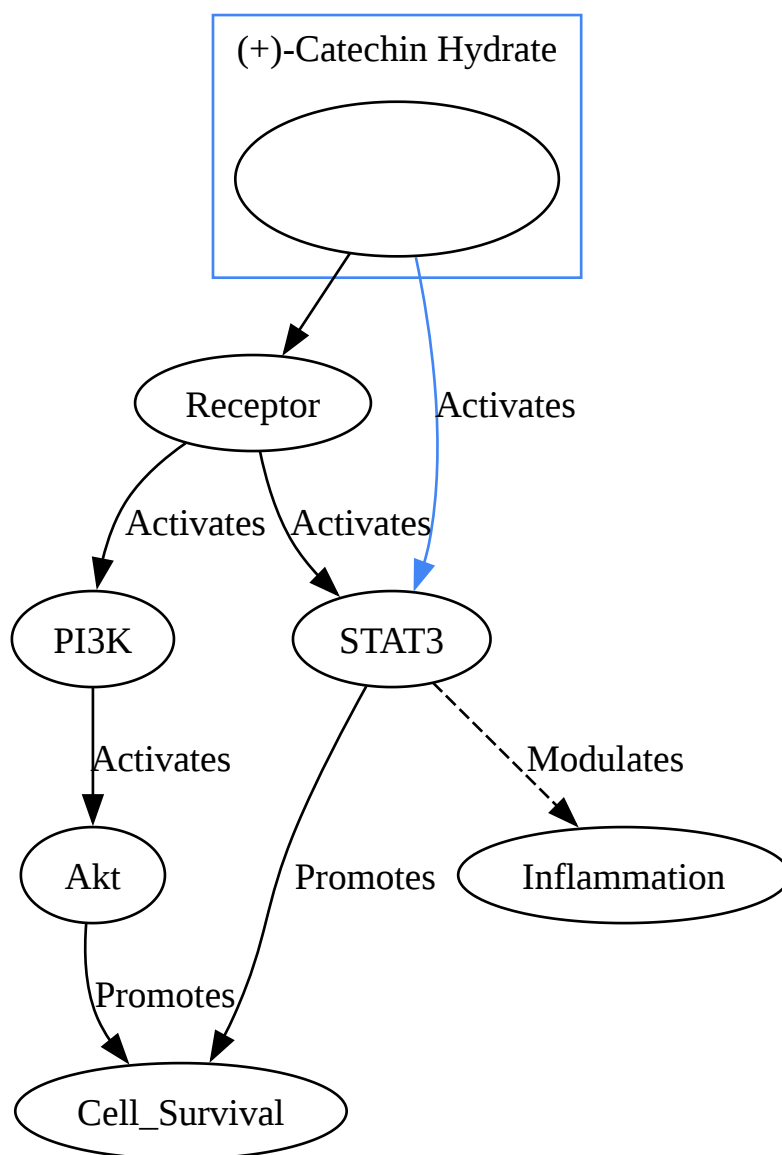 (+)-Catechin Hydrate
Receptor
Activates
Activates
Activates
PI3K
STAT3
Activates
Modulates
Akt
Promotes
Inflammation
Promotes
Cell_Survival